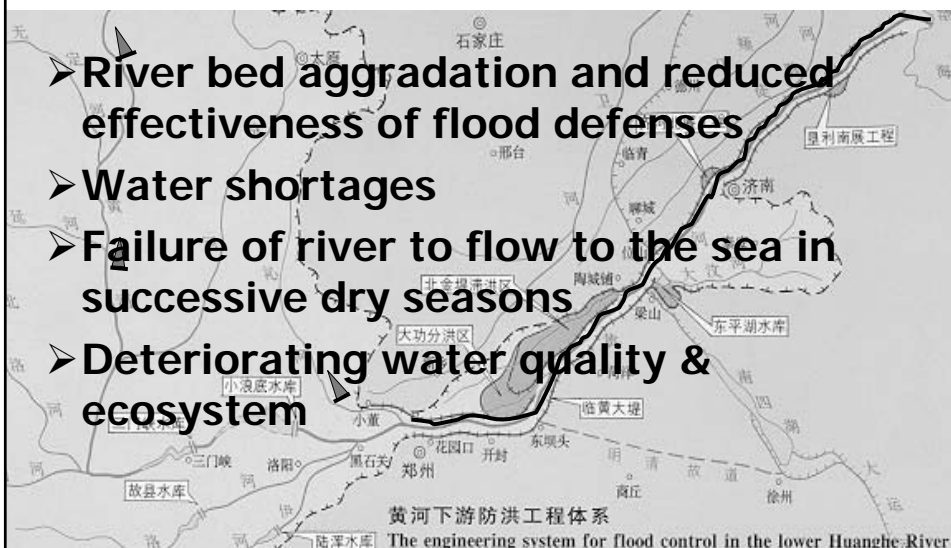 石家庄
太原
➢River bed aggradation and reduced
effectiveness of flood defenses
德州
垦利南展工程
邢台
临青
➢Water shortages
济南
聊城
➢Failure of river to flow to the sea in
successive dry seasons
陶城铺
北金堤滞洪区
梁山
东平湖水库
大功分洪区
➢Deteriorating water quality &
ecosystem
小浪底水库
小董
临黄大堤
三门峡
洛阳
黑石关
花园口
开封
东坝头
郑州
明清故道
故县水库
商丘
徐州
黄河下游防洪工程体系
陆浑水库
The engineering system for flood control in the lower Huanghe River